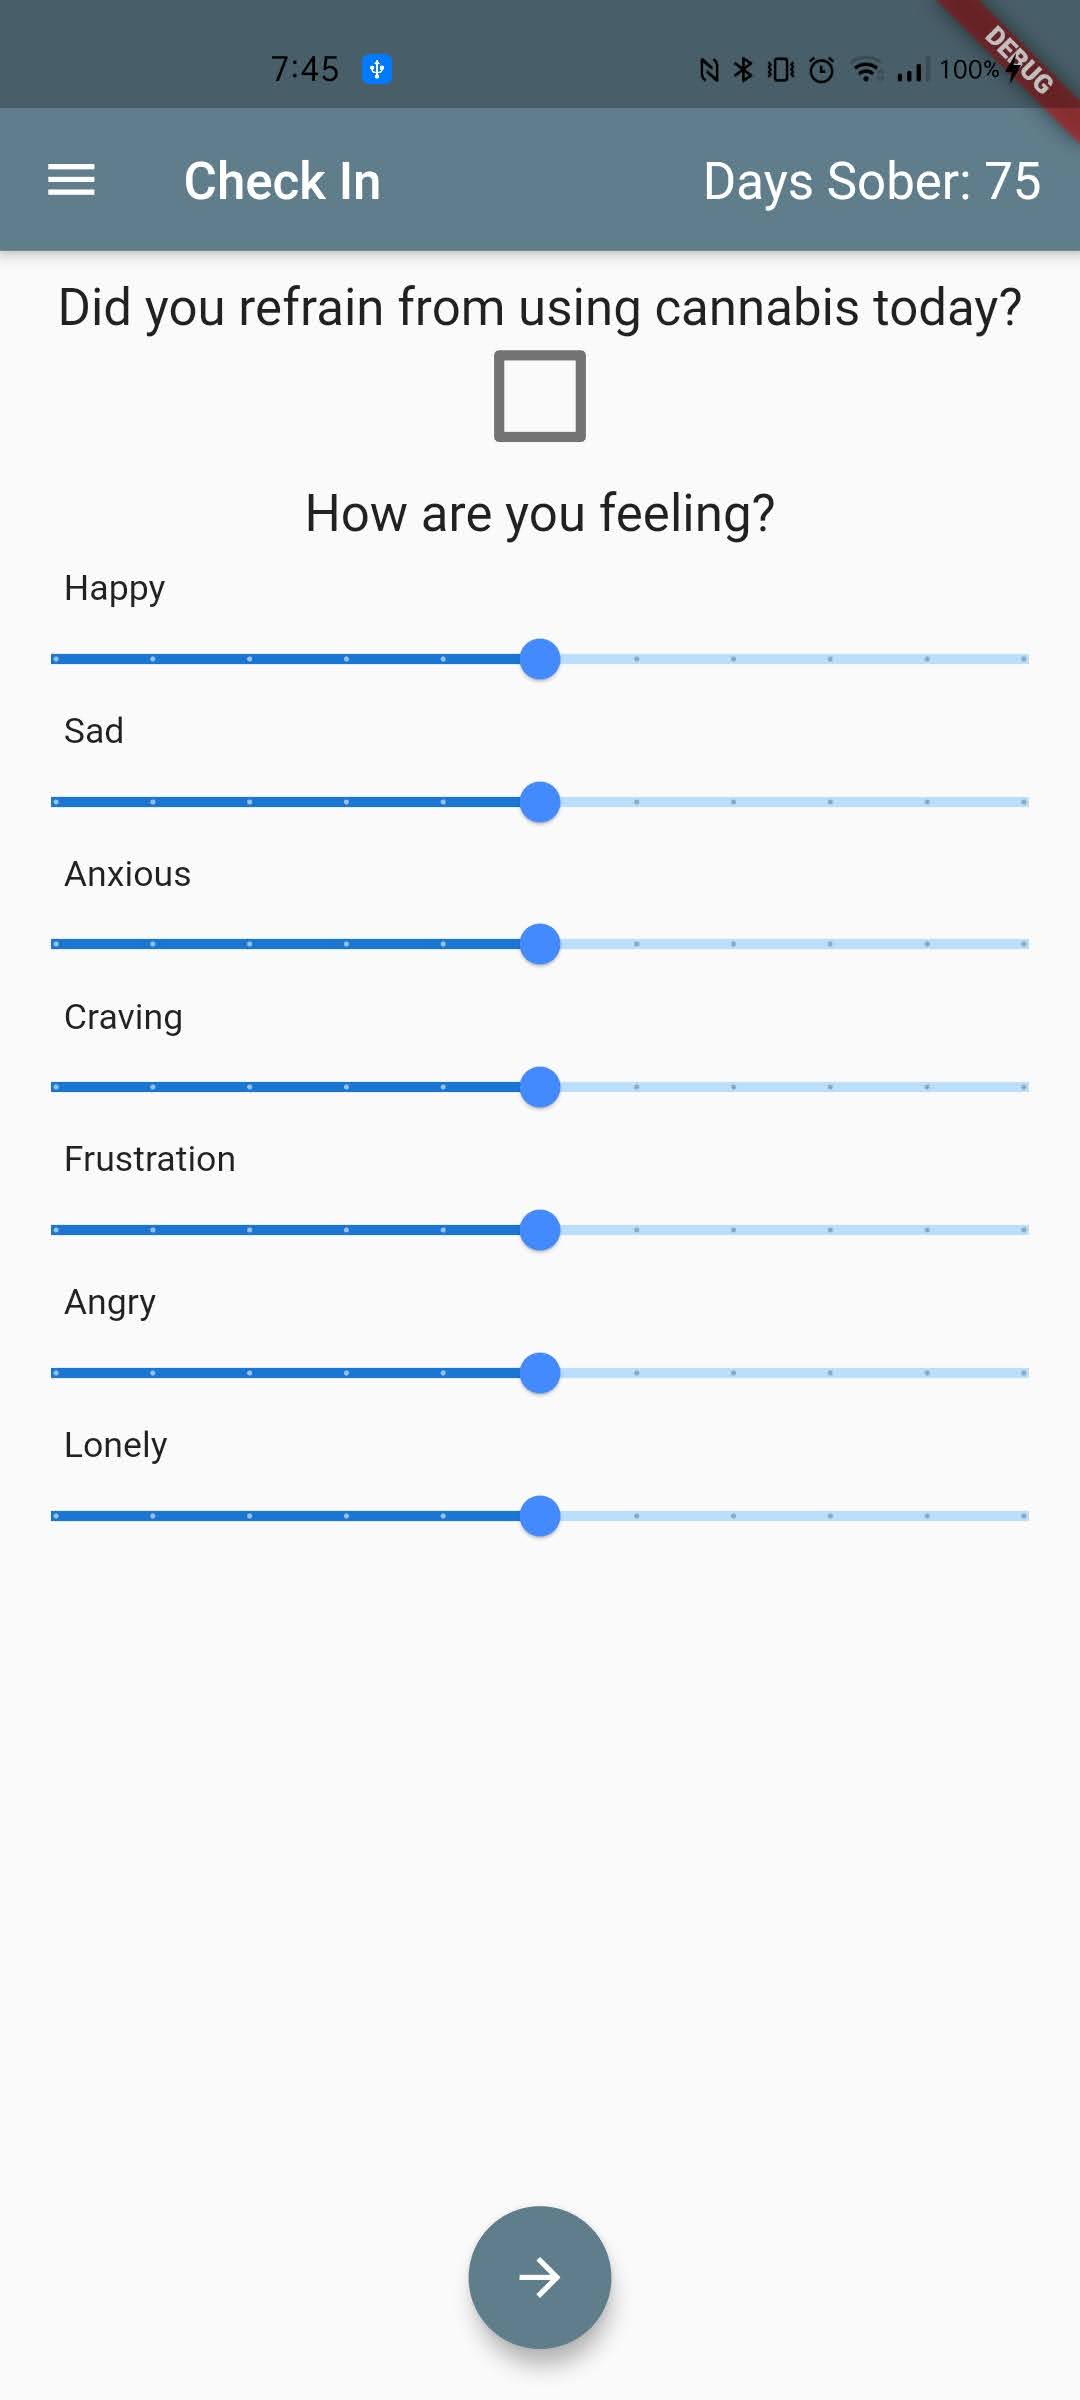 7:45 100%
DEBUG
Check In Days Sober: 75
Did you refrain from using cannabis today?
How are you feeling?
Happy
Sad
Anxious
Craving
Frustration
Angry
Lonely